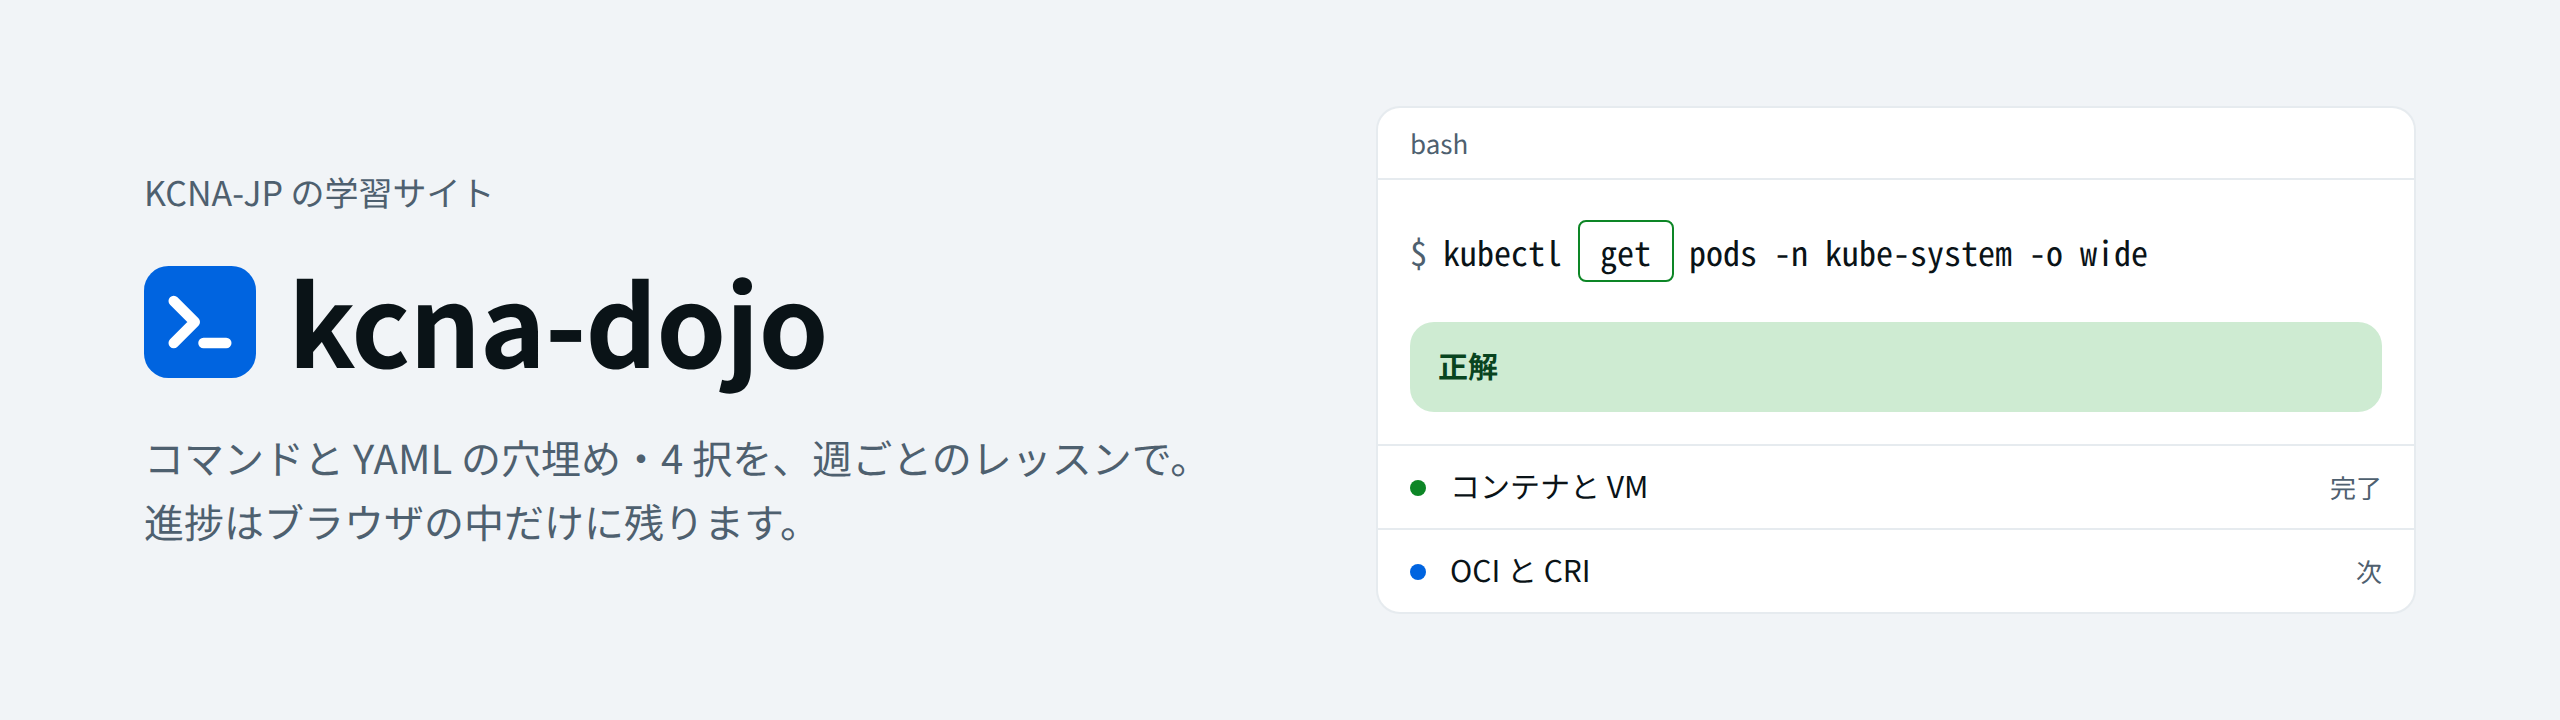 KCNA-JP の学習サイト
kcna-dojo
コマンドと YAML の穴埋め・4 択を、週ごとのレッスンで。
進捗はブラウザの中だけに残ります。
bash
$ kubectl get pods -n kube-system -o wide
正解
コンテナと VM 完了
OCI と CRI 次